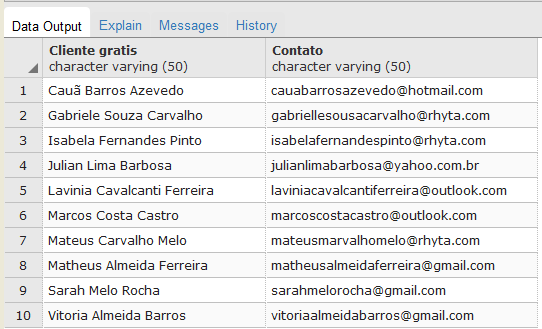 Data Output Explain Messages History
Cliente gratis Contato
character varying (50) character varying (50)
1 Cauã Barros Azevedo cauabarrosazevedo@hotmail.com
2 Gabriele Souza Carvalho gabriellesousacarvalho@rhyta.com
3 Isabela Fernandes Pinto isabelafernandespinto@rhyta.com
4 Julian Lima Barbosa julianlimabarbosa@yahoo.com.br
5 Lavinia Cavalcanti Ferreira laviniacavalcantiferreira@outlook.com
6 Marcos Costa Castro marcoscostacastro@outlook.com
7 Mateus Carvalho Melo mateusmarvalhomelo@rhyta.com
8 Matheus Almeida Ferreira matheusalmeidaferreira@gmail.com
9 Sarah Melo Rocha sarahmelorocha@gmail.com
10 Vitoria Almeida Barros vitoriaalmeidabarros@gmail.com